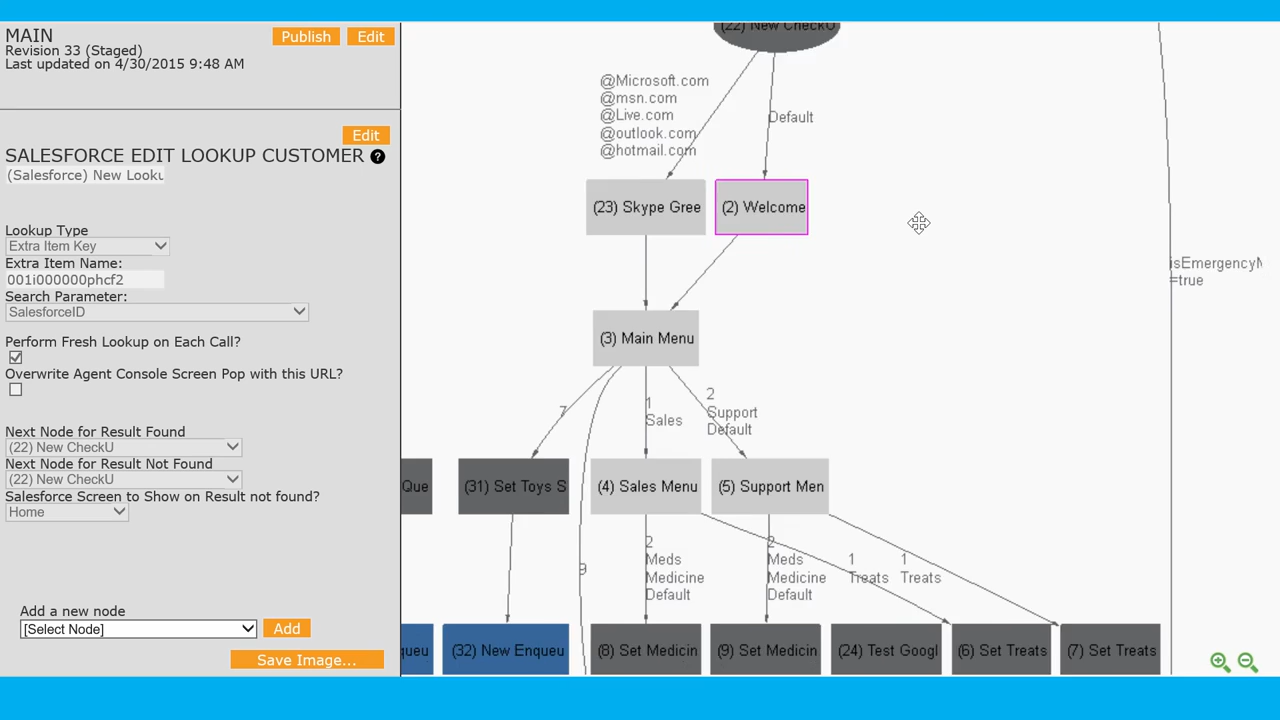 MAIN
Revision 33 (Staged)
Last updated on 4/30/2015 9:48 AM
Publish
Edit
Edit
SALESFORCE EDIT LOOKUP CUSTOMER ?
(Salesforce) New Looku
Lookup Type
Extra Item Key
Extra Item Name:
001i000000phcf2
Search Parameter:
SalesforceID
Perform Fresh Lookup on Each Call?
Overwrite Agent Console Screen Pop with this URL?
Next Node for Result Found
(22) New CheckU
Next Node for Result Not Found
(22) New CheckU
Salesforce Screen to Show on Result not found?
Home
Add a new node
[Select Node]
Add
Save Image...
(22) New CheckU
@Microsoft.com
@msn.com
@Live.com
@outlook.com
@hotmail.com
Default
(23) Skype Gree
(2) Welcome
isEmergencyM
=true
(3) Main Menu
7
1
Sales
2
Support
Default
Que
(31) Set Toys S
(4) Sales Menu
(5) Support Men
9
2
Meds
Medicine
Default
2
Meds
Medicine
Default
1
Treats
1
Treats
queu
(32) New Enqueu
(8) Set Medicin
(9) Set Medicin
(24) Test Googl
(6) Set Treats
(7) Set Treats